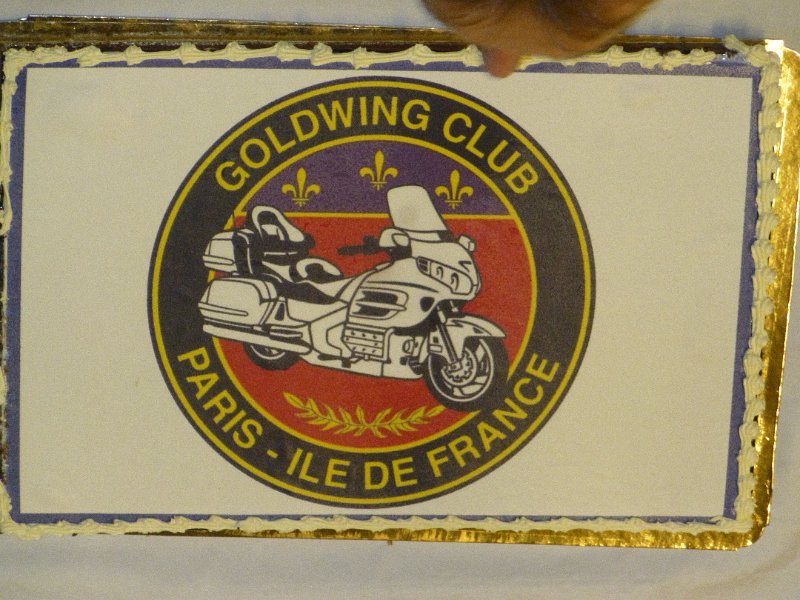 GOLDWING CLUB
PARIS - ILE DE FRANCE